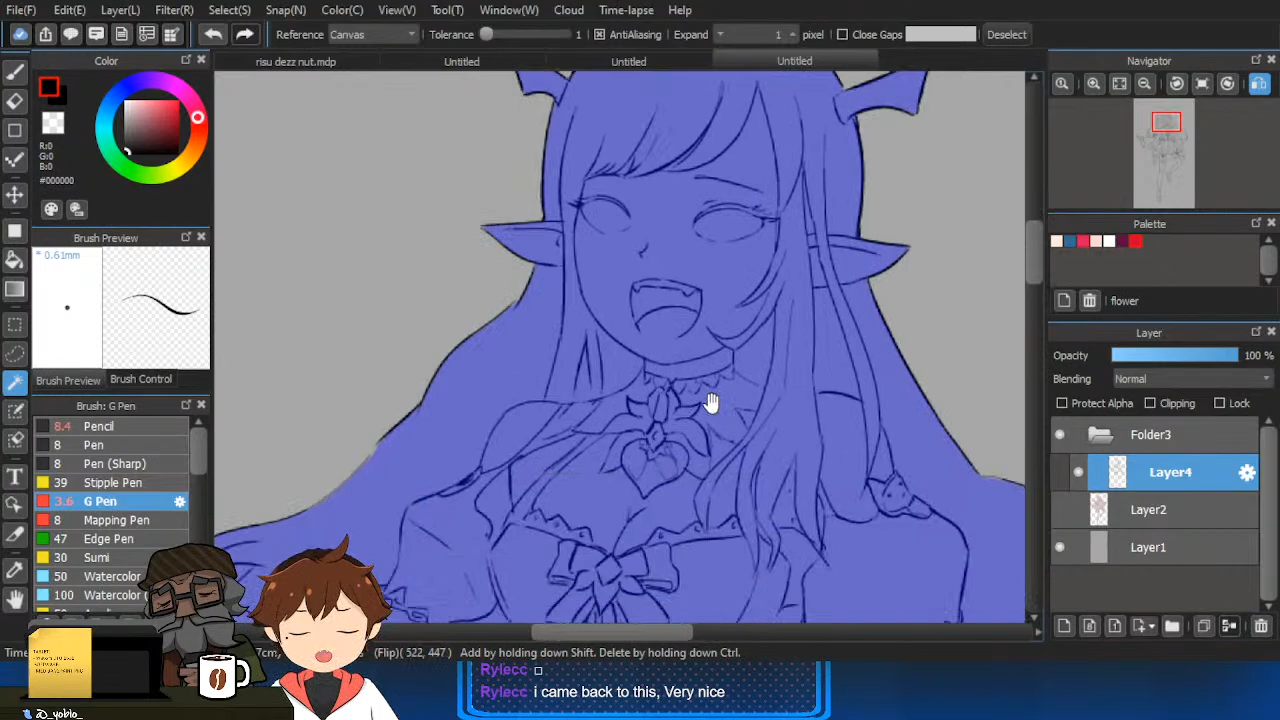 File(F) Edit(E) Layer(L) Filter(R) Select(S) Snap(N) Color(C) View(V) Tool(T) Window(W) Cloud Time-lapse Help
Reference Canvas Tolerance 1 AntiAliasing Expand 1 pixel Close Gaps Deselect
Color
risu dezz nut.mdp Untitled Untitled Untitled
Navigator
R:0
G:0
B:0
#000000
Palette
flower
Brush Preview
* 0.61mm
Brush Preview Brush Control
Layer
Opacity 100 %
Blending Normal
Protect Alpha Clipping Lock
Folder3
Layer4
Layer2
Layer1
Brush: G Pen
8.4 Pencil
8 Pen
8 Pen (Sharp)
39 Stipple Pen
3.6 G Pen
8 Mapping Pen
47 Edge Pen
30 Sumi
50 Watercolor
100 Watercolor (
(Flip)( 522, 447) Add by holding down Shift. Delete by holding down Ctrl.
Rylecc
Rylecc i came back to this, Very nice